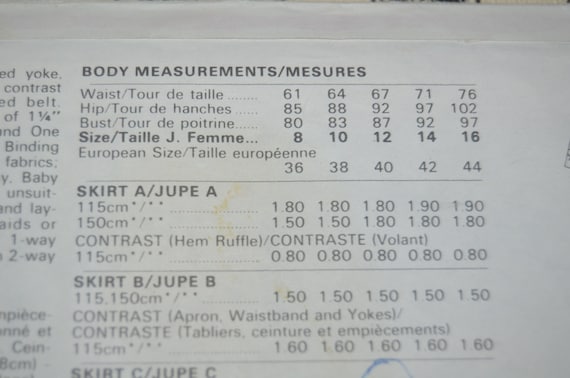 ed yoke,
contrast
ed belt.
of 1¼"
and One
Binding
fabrics;
y. Baby
unsuit-
and lay-
aids or
1-way
2-way
mpièce-
onné et
Cein-
8cm) -
BODY MEASUREMENTS/MESURES
Waist/Tour de taille ........ 61 64 67 71 76
Hip/Tour de hanches ...... 85 88 92 97 102
Bust/Tour de poitrine..... 80 83 87 92 97
Size/Taille J. Femme... 8 10 12 14 16
European Size/Taille européenne
36 38 40 42 44
SKIRT A/JUPE A
115cm*/** .................... 1.80 1.80 1.80 1.90 1.90
150cm*/** .................... 1.50 1.50 1.80 1.80 1.80
CONTRAST (Hem Ruffle)/CONTRASTE (Volant)
115cm*/** .................... 0.80 0.80 0.80 0.80 0.80
SKIRT B/JUPE B
115.150cm*/** .............. 1.50 1.50 1.50 1.50 1.50
CONTRAST (Apron, Waistband and Yokes)/
CONTRASTE (Tabliers, ceinture et empiècements)
115cm*/** .................... 1.60 1.60 1.60 1.60 1.60
SKIRT C/JUPE C